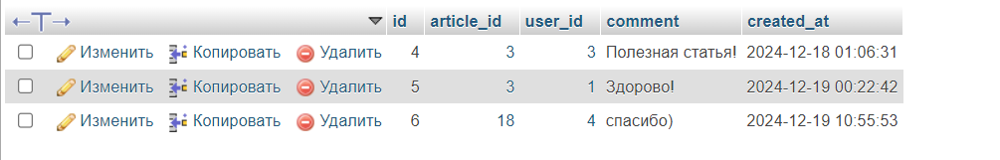 id article_id user_id comment created_at
Изменить Копировать Удалить 4 3 3 Полезная статья! 2024-12-18 01:06:31
Изменить Копировать Удалить 5 3 1 Здорово! 2024-12-19 00:22:42
Изменить Копировать Удалить 6 18 4 спасибо) 2024-12-19 10:55:53